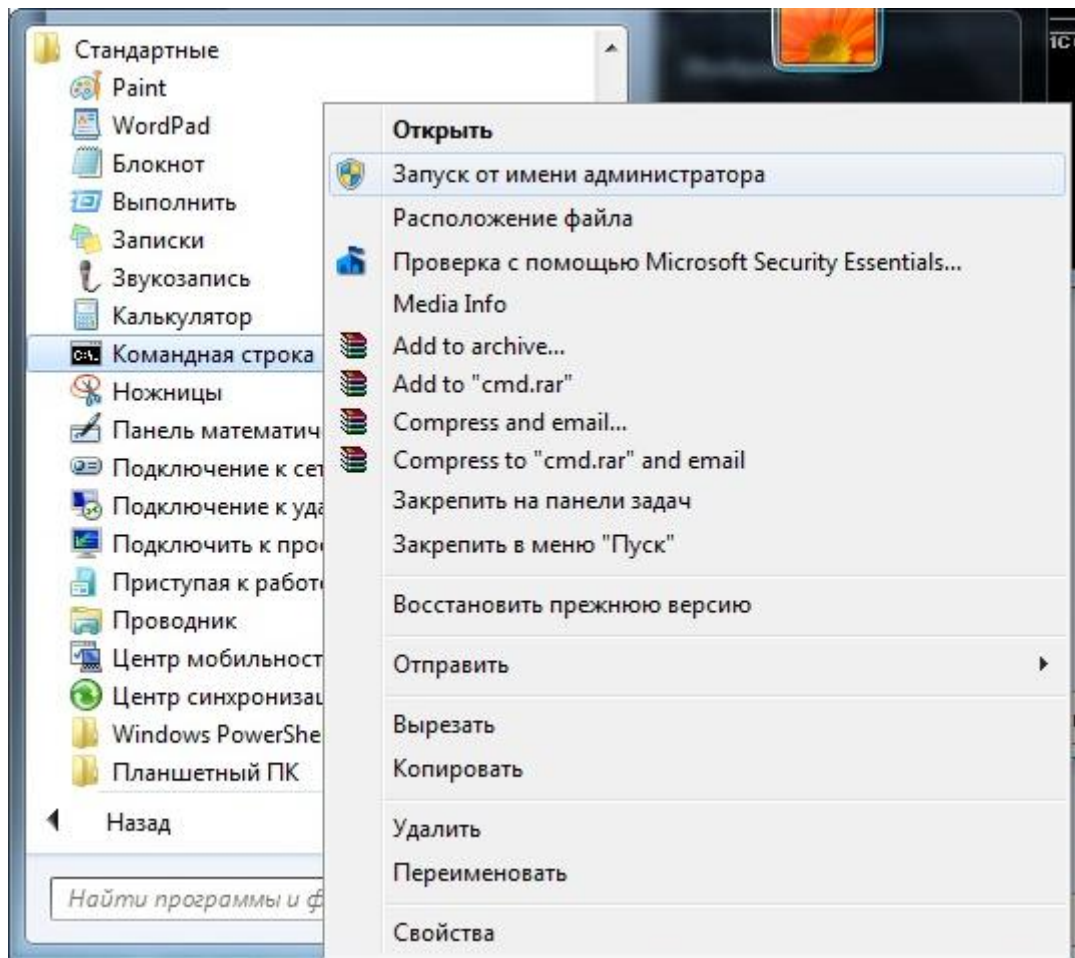 Стандартные
Paint
WordPad
Блокнот
Выполнить
Записки
Звукозапись
Калькулятор
Командная строка
Ножницы
Панель математич
Подключение к сет
Подключение к уда
Подключить к прое
Приступая к работе
Проводник
Центр мобильност
Центр синхронизац
Windows PowerShe
Планшетный ПК
Назад
Найти программы и ф
1C
Открыть
Запуск от имени администратора
Расположение файла
Проверка с помощью Microsoft Security Essentials...
Media Info
Add to archive...
Add to "cmd.rar"
Compress and email...
Compress to "cmd.rar" and email
Закрепить на панели задач
Закрепить в меню "Пуск"
Восстановить прежнюю версию
Отправить
Вырезать
Копировать
Удалить
Переименовать
Свойства